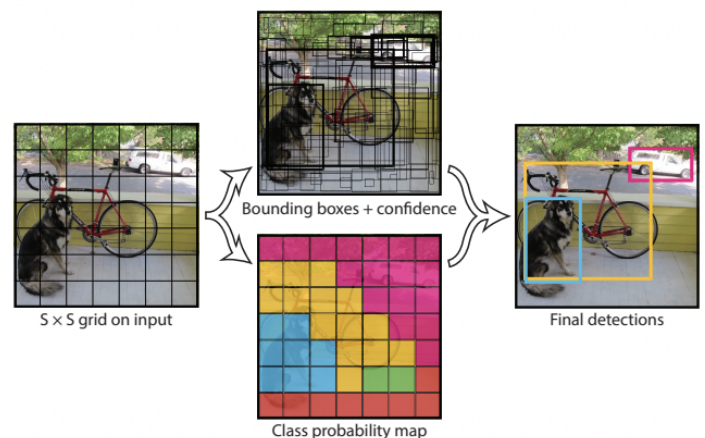 Bounding boxes + confidence
S × S grid on input
Final detections
Class probability map